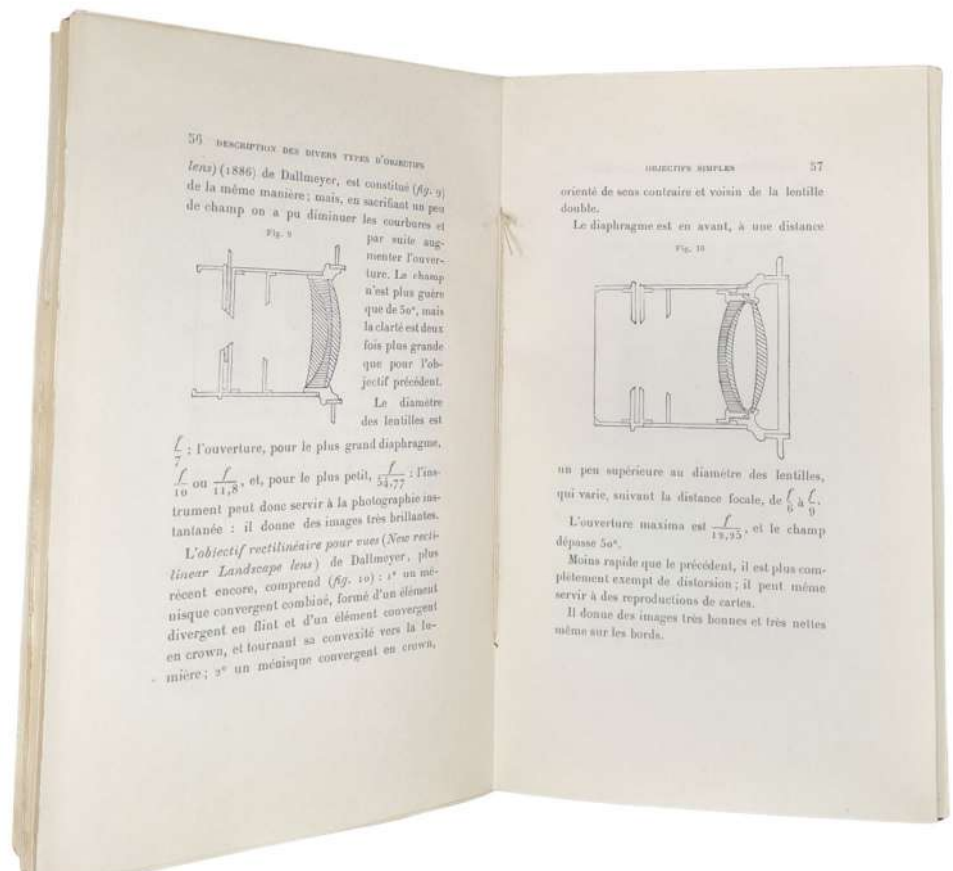 56 DESCRIPTION DES DIVERS TYPES D'OBJECTIFS
lens) (1886) de Dallmeyer, est constitué (fig. 9)
de la même manière; mais, en sacrifiant un peu
de champ on a pu diminuer les courbures et
Fig. 9
par suite aug-
menter l'ouver-
ture. Le champ
n'est plus guère
que de 50°, mais
la clarté est deux
fois plus grande
que pour l'ob-
jectif précédent.
Le diamètre
des lentilles est
f/7 : l'ouverture, pour le plus grand diaphragme,
f/10 ou f/11,8, et, pour le plus petit, f/54,77 : l'ins-
trument peut donc servir à la photographie ins-
tantanée : il donne des images très brillantes.
L'objectif rectilinéaire pour vues (New recti-
linear Landscape lens) de Dallmeyer, plus
récent encore, comprend (fig. 10) : 1° un mé-
nisque convergent combiné, formé d'un élément
divergent en flint et d'un élément convergent
en crown, et tournant sa convexité vers la lu-
mière; 2° un ménisque convergent en crown,
OBJECTIFS SIMPLES 57
orienté de sens contraire et voisin de la lentille
double.
Le diaphragme est en avant, à une distance
Fig. 10
un peu supérieure au diamètre des lentilles,
qui varie, suivant la distance focale, de f/6 à f/9.
L'ouverture maxima est f/12,25, et le champ
dépasse 50°.
Moins rapide que le précédent, il est plus com-
plètement exempt de distorsion; il peut même
servir à des reproductions de cartes.
Il donne des images très bonnes et très nettes
même sur les bords.